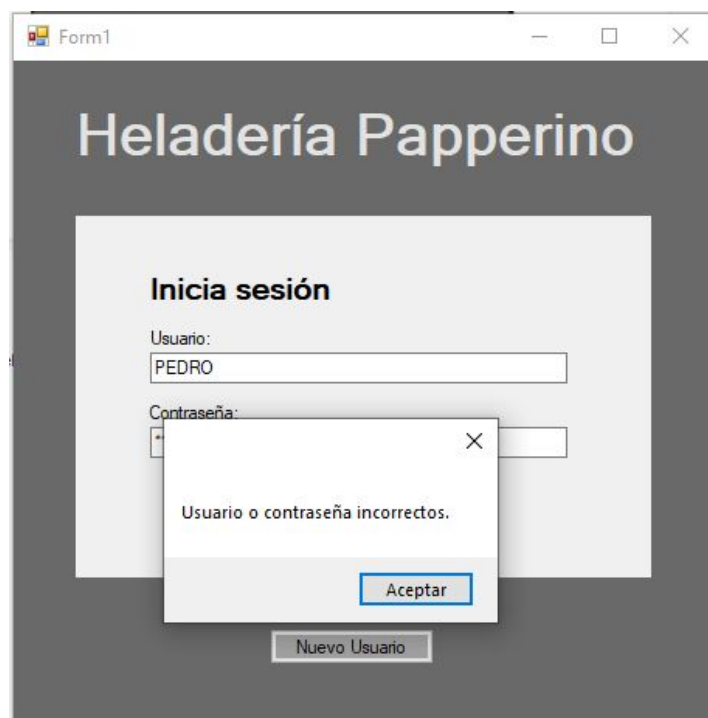 Form1
Heladería Papperino
Inicia sesión
Usuario:
PEDRO
Contraseña:
Usuario o contraseña incorrectos.
Aceptar
Nuevo Usuario